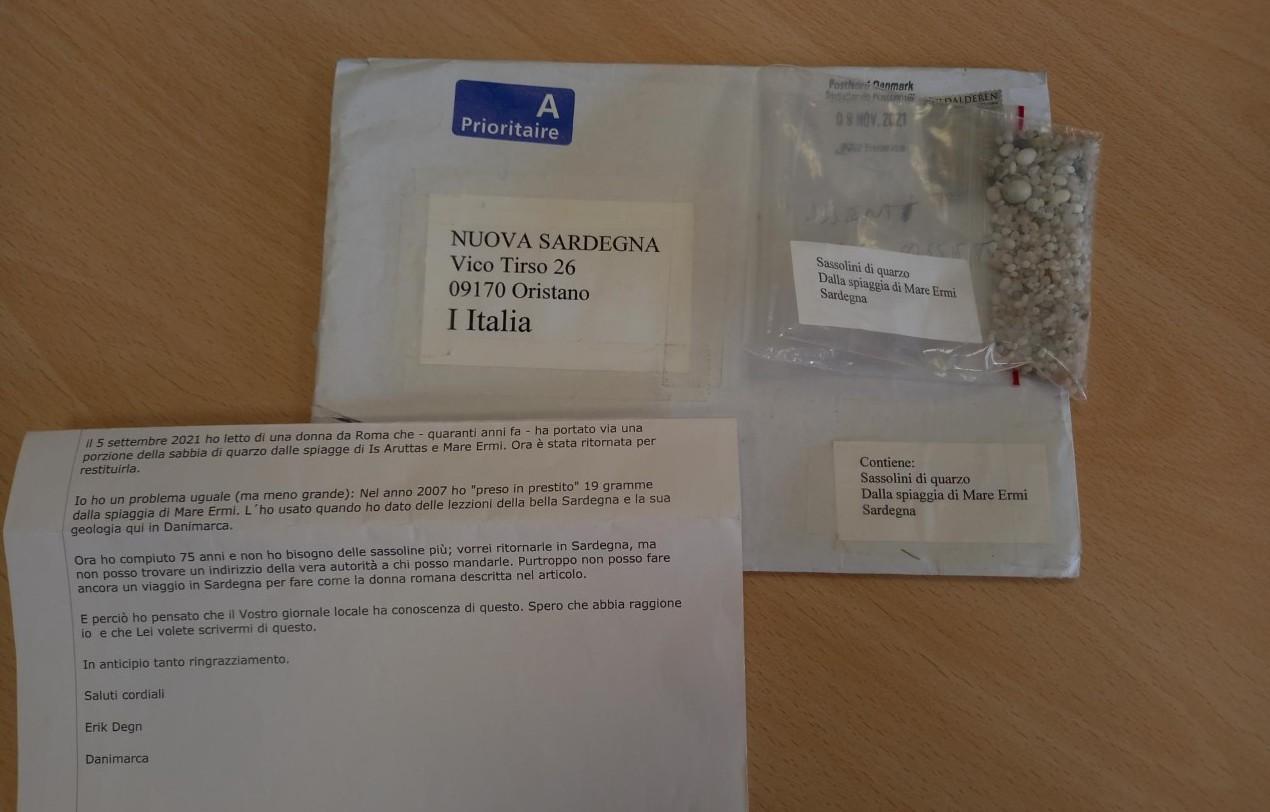 A
Prioritaire
PostNord Danmark
DALDEREN
08 NOV. 2021
NUOVA SARDEGNA
Vico Tirso 26
09170 Oristano
I Italia
Sassolini di quarzo
Dalla spiaggia di Mare Ermi
Sardegna
Contiene:
Sassolini di quarzo
Dalla spiaggia di Mare Ermi
Sardegna
il 5 settembre 2021 ho letto di una donna da Roma che - quaranti anni fa - ha portato via una
porzione della sabbia di quarzo dalle spiagge di Is Aruttas e Mare Ermi. Ora è stata ritornata per
restituirla.
Io ho un problema uguale (ma meno grande): Nel anno 2007 ho "preso in prestito" 19 gramme
dalla spiaggia di Mare Ermi. L´ho usato quando ho dato delle lezzioni della bella Sardegna e la sua
geologia qui in Danimarca.
Ora ho compiuto 75 anni e non ho bisogno delle sassoline più; vorrei ritornarle in Sardegna, ma
non posso trovare un indirizzo della vera autorità a chi posso mandarle. Purtroppo non posso fare
ancora un viaggio in Sardegna per fare come la donna romana descritta nel articolo.
E perciò ho pensato che il Vostro giornale locale ha conoscenza di questo. Spero che abbia raggione
io e che Lei volete scrivermi di questo.
In anticipio tanto ringrazziamento.
Saluti cordiali
Erik Degn
Danimarca